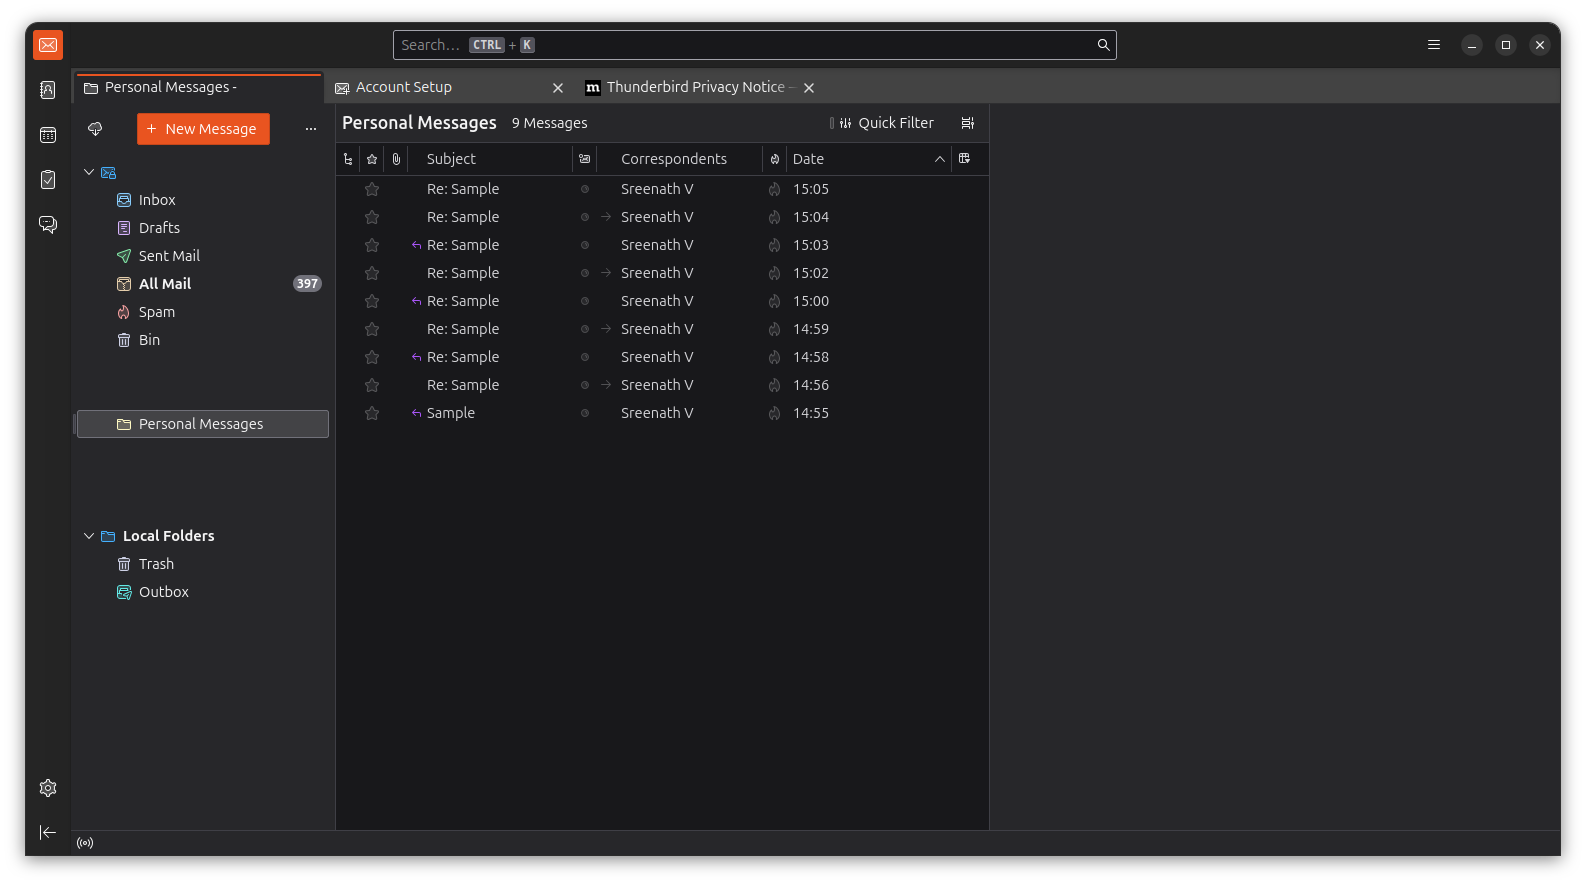 Search… CTRL + K
Personal Messages -
Account Setup
Thunderbird Privacy Notice –
+ New Message
Inbox
Drafts
Sent Mail
All Mail 397
Spam
Bin
Personal Messages
Local Folders
Trash
Outbox
Personal Messages 9 Messages Quick Filter
Subject Correspondents Date
Re: Sample Sreenath V 15:05
Re: Sample Sreenath V 15:04
Re: Sample Sreenath V 15:03
Re: Sample Sreenath V 15:02
Re: Sample Sreenath V 15:00
Re: Sample Sreenath V 14:59
Re: Sample Sreenath V 14:58
Re: Sample Sreenath V 14:56
Sample Sreenath V 14:55